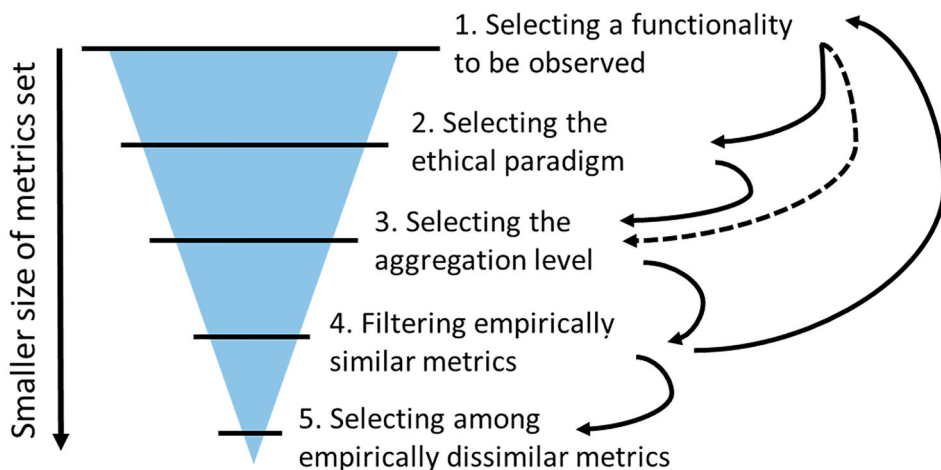 Smaller size of metrics set
1. Selecting a functionality
to be observed
2. Selecting the
ethical paradigm
3. Selecting the
aggregation level
4. Filtering empirically
similar metrics
5. Selecting among
empirically dissimilar metrics